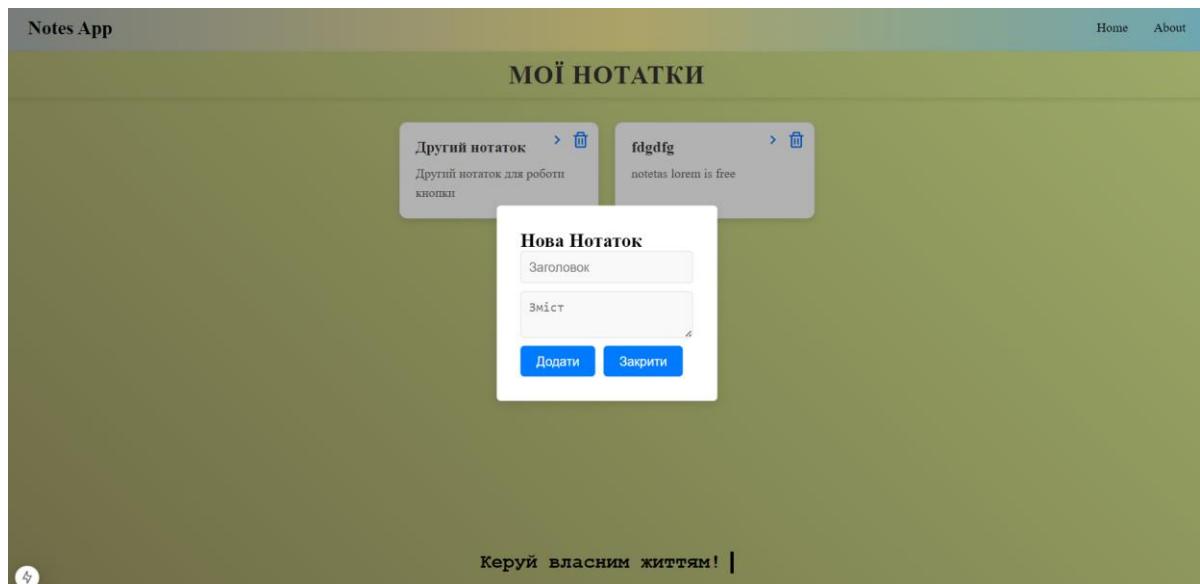 Notes App
Home About
МОЇ НОТАТКИ
Другий нотаток
Другий нотаток для роботи
кнопки
fdgdfg
notetas lorem is free
Нова Нотаток
Заголовок
Зміст
Додати Закрити
Керуй власним життям!